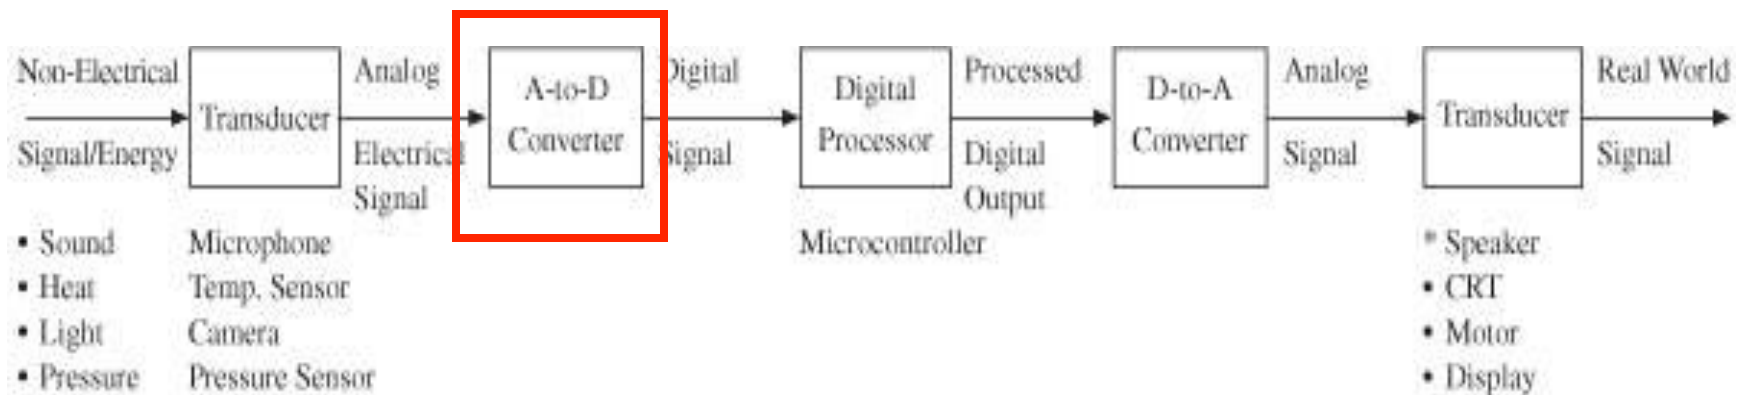 Non-Electrical
Signal/Energy
Transducer
Analog
Electrical
Signal
A-to-D
Converter
Digital
Signal
Digital
Processor
Processed
Digital
Output
D-to-A
Converter
Analog
Signal
Transducer
Real World
Signal
• Sound
• Heat
• Light
• Pressure
Microphone
Temp. Sensor
Camera
Pressure Sensor
Microcontroller
* Speaker
• CRT
• Motor
• Display